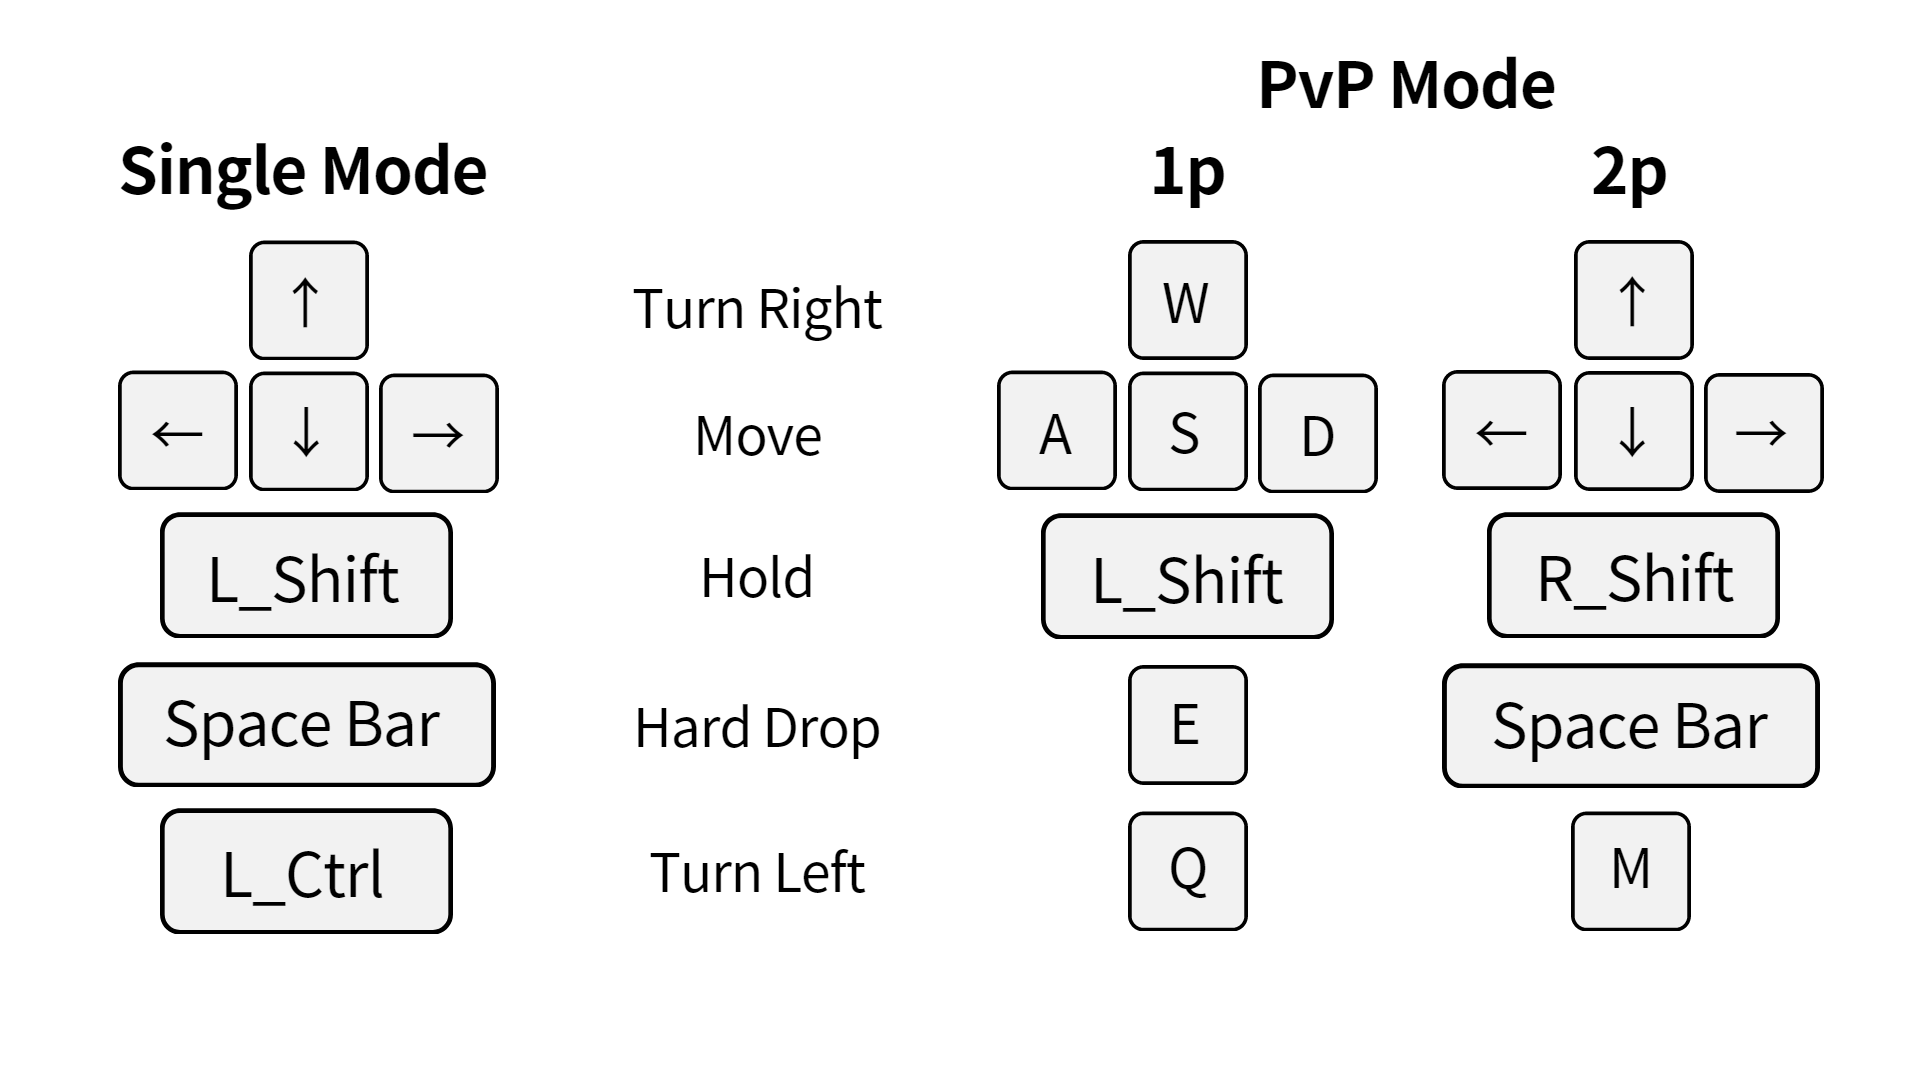 PvP Mode
Single Mode 1p 2p
↑ Turn Right W ↑
← ↓ → Move A S D ← ↓ →
L_Shift Hold L_Shift R_Shift
Space Bar Hard Drop E Space Bar
L_Ctrl Turn Left Q M